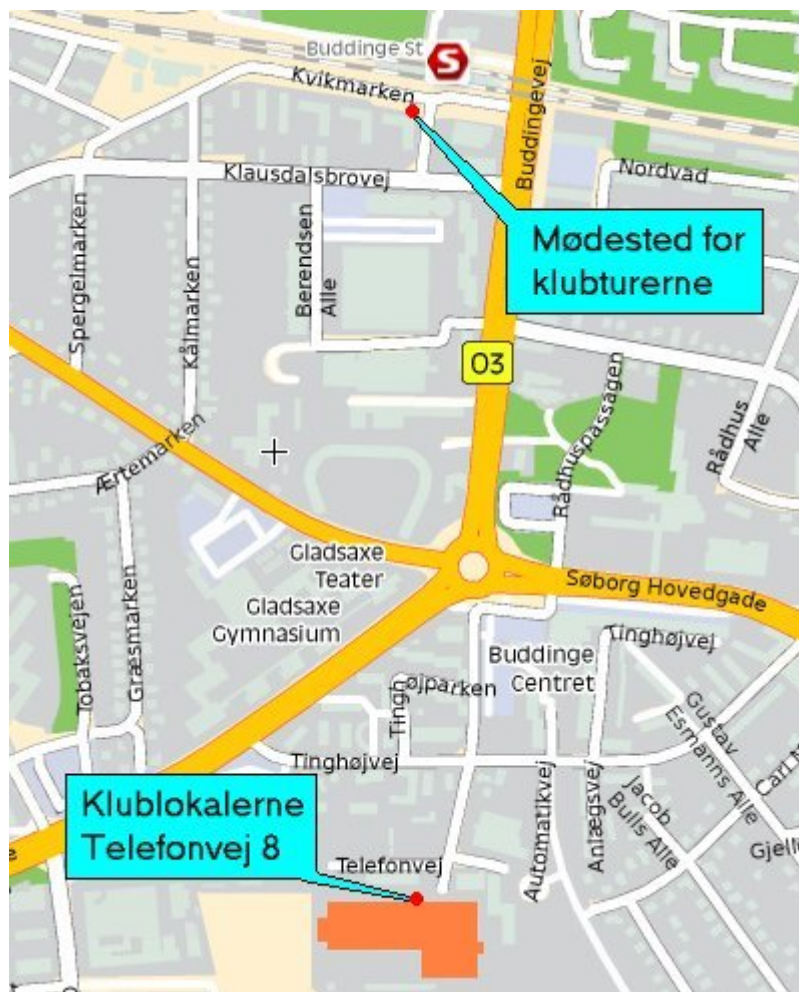 Buddinge St
S
Kvikmarken
Buddingevej
Klausdalsbrovej
Nordvad
Mødested for
klubturerne
Spergelmarken
Kålmarken
Berendsen
Alle
03
Rådhuspassagen
Rådhus
Alle
Ærtemarken
Gladsaxe
Teater
Gladsaxe
Gymnasium
Søborg Hovedgade
Tobaksvejen
Græsmarken
Tinghøjvej
Buddinge
Centret
Tinghøjparken
Gustav
Esmanns Alle
Tinghøjvej
Carl
Klublokalerne
Telefonvej 8
Telefonvej
Automatikvej
Anlægsvej
Jacob
Bulls Alle